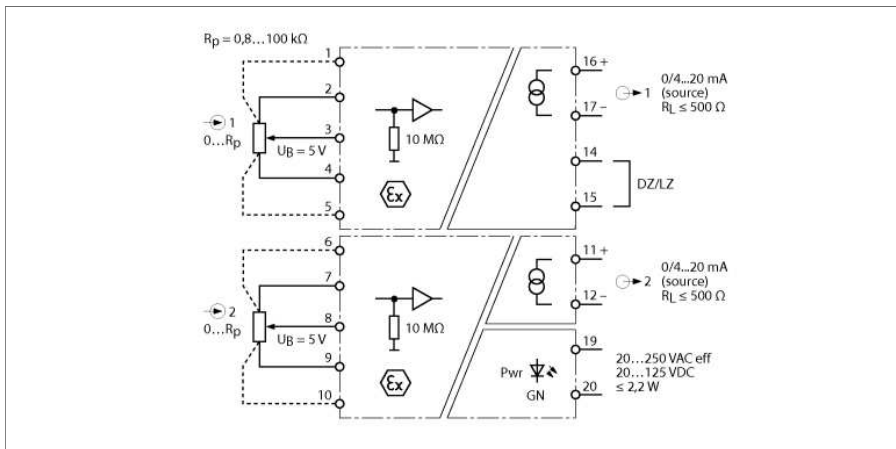 Rp = 0,8...100 kΩ
1
2
3
4
5
1
0...Rp
UB = 5 V
10 MΩ
Ɛx
16 +
17 –
14
15
1
0/4...20 mA
(source)
RL ≤ 500 Ω
DZ/LZ
6
7
8
9
10
2
0...Rp
UB = 5 V
10 MΩ
Ɛx
11 +
12 –
2
0/4...20 mA
(source)
RL ≤ 500 Ω
19
20
Pwr
GN
20...250 VAC eff
20...125 VDC
≤ 2,2 W